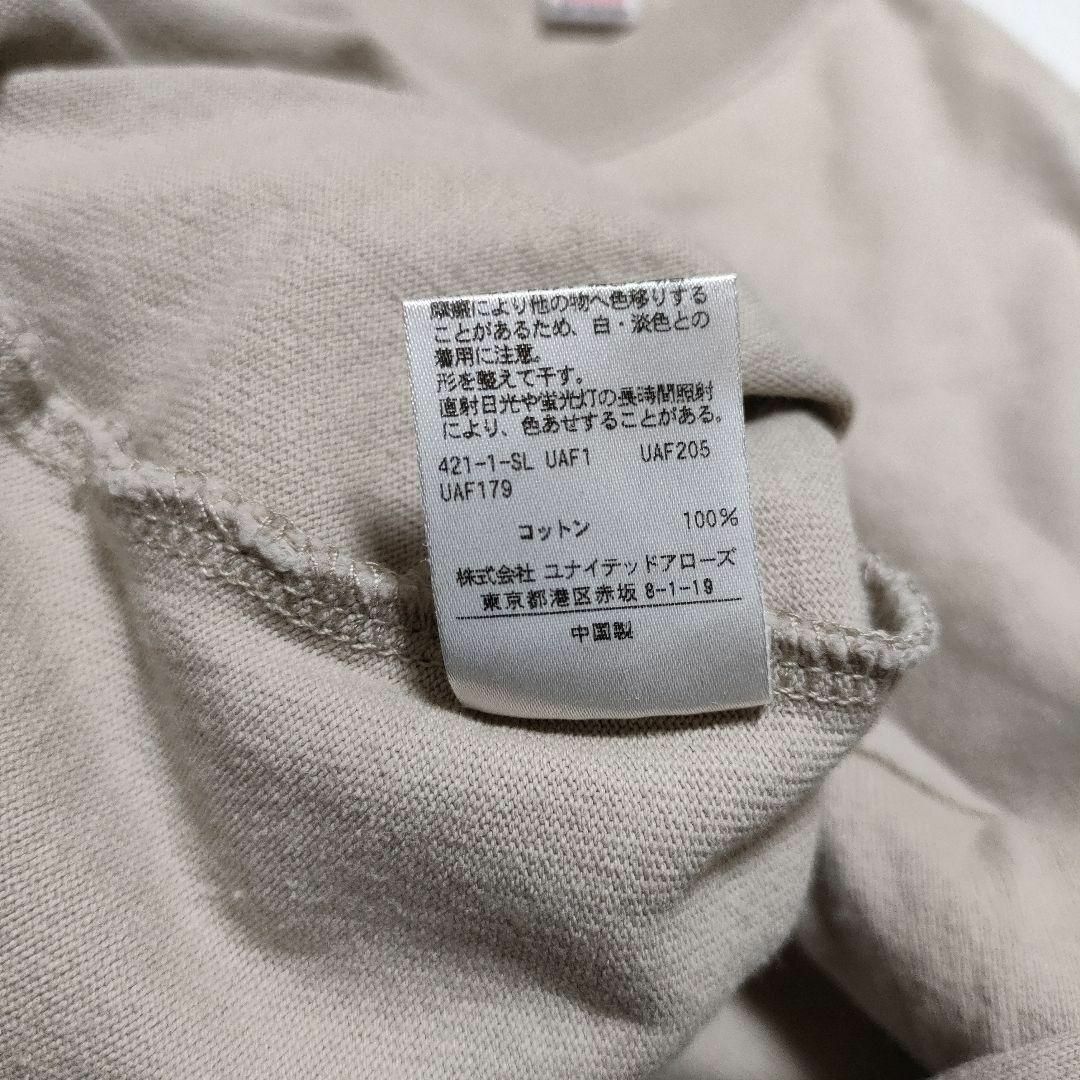 摩擦により他の物へ色移りする
ことがあるため、白・淡色との
着用に注意。
形を整えて干す。
直射日光や蛍光灯の長時間照射
により、色あせすることがある。
421-1-SL UAF1 UAF205
UAF179
コットン 100%
株式会社 ユナイテッドアローズ
東京都港区赤坂 8-1-19
中国製